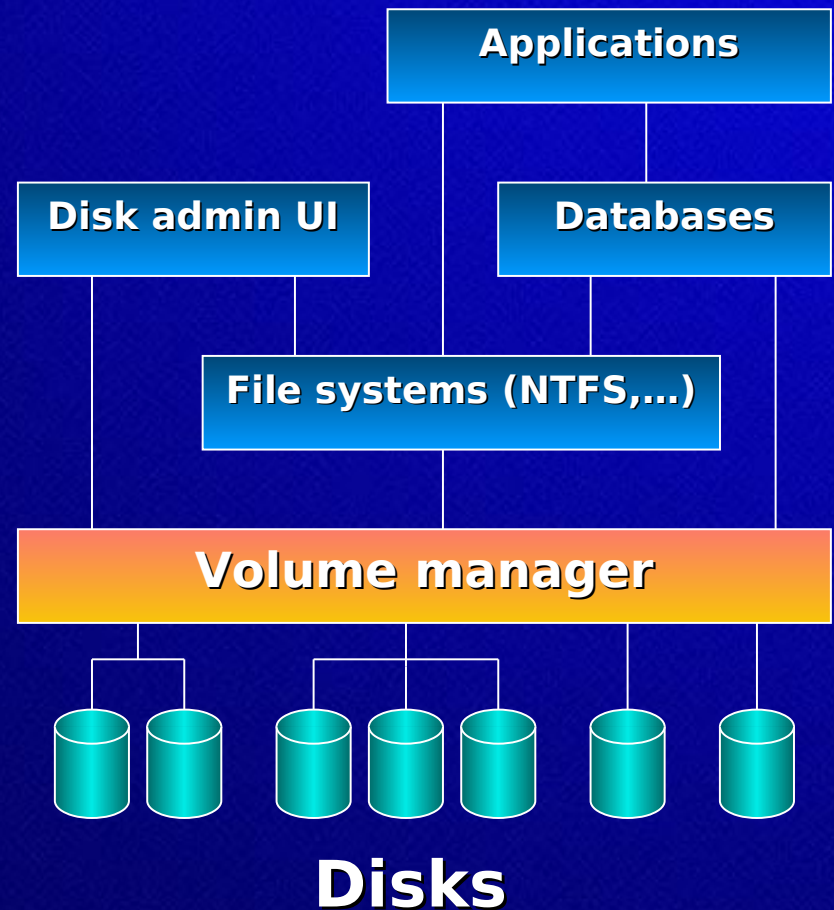 Applications
Disk admin UI
Databases
File systems (NTFS,...)
Volume manager
Disks